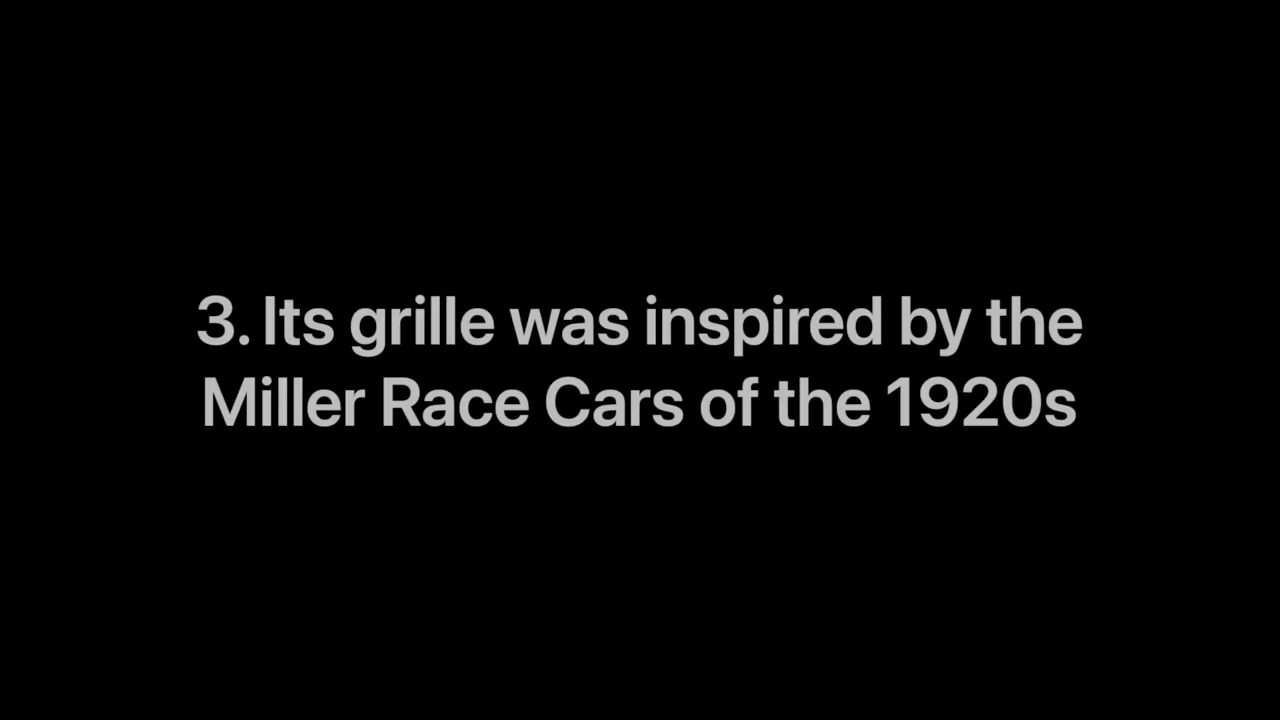 3. Its grille was inspired by the
Miller Race Cars of the 1920s